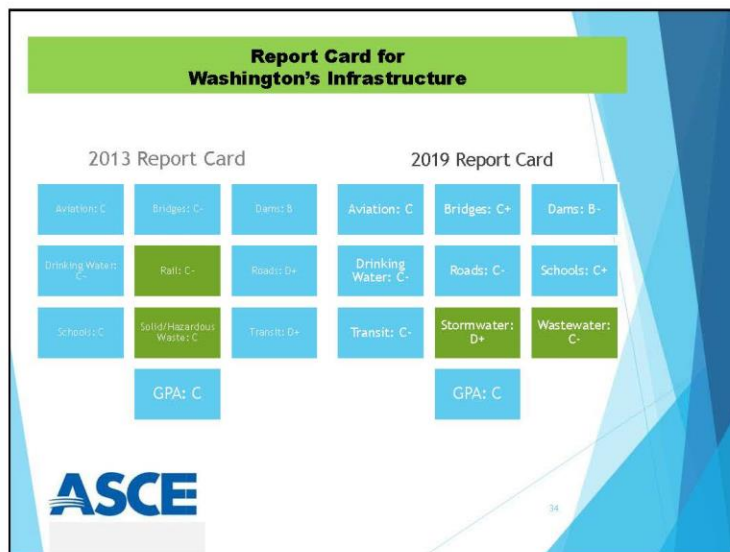 Report Card for
Washington's Infrastructure
2013 Report Card
Aviation: C
Bridges: C-
Dams: B
Drinking Water:
C-
Rail: C-
Roads: D+
Schools: C
Solid/Hazardous
Waste: C
Transit: D+
GPA: C
2019 Report Card
Aviation: C
Bridges: C+
Dams: B-
Drinking
Water: C-
Roads: C-
Schools: C+
Transit: C-
Stormwater:
D+
Wastewater:
C-
GPA: C
ASCE
34